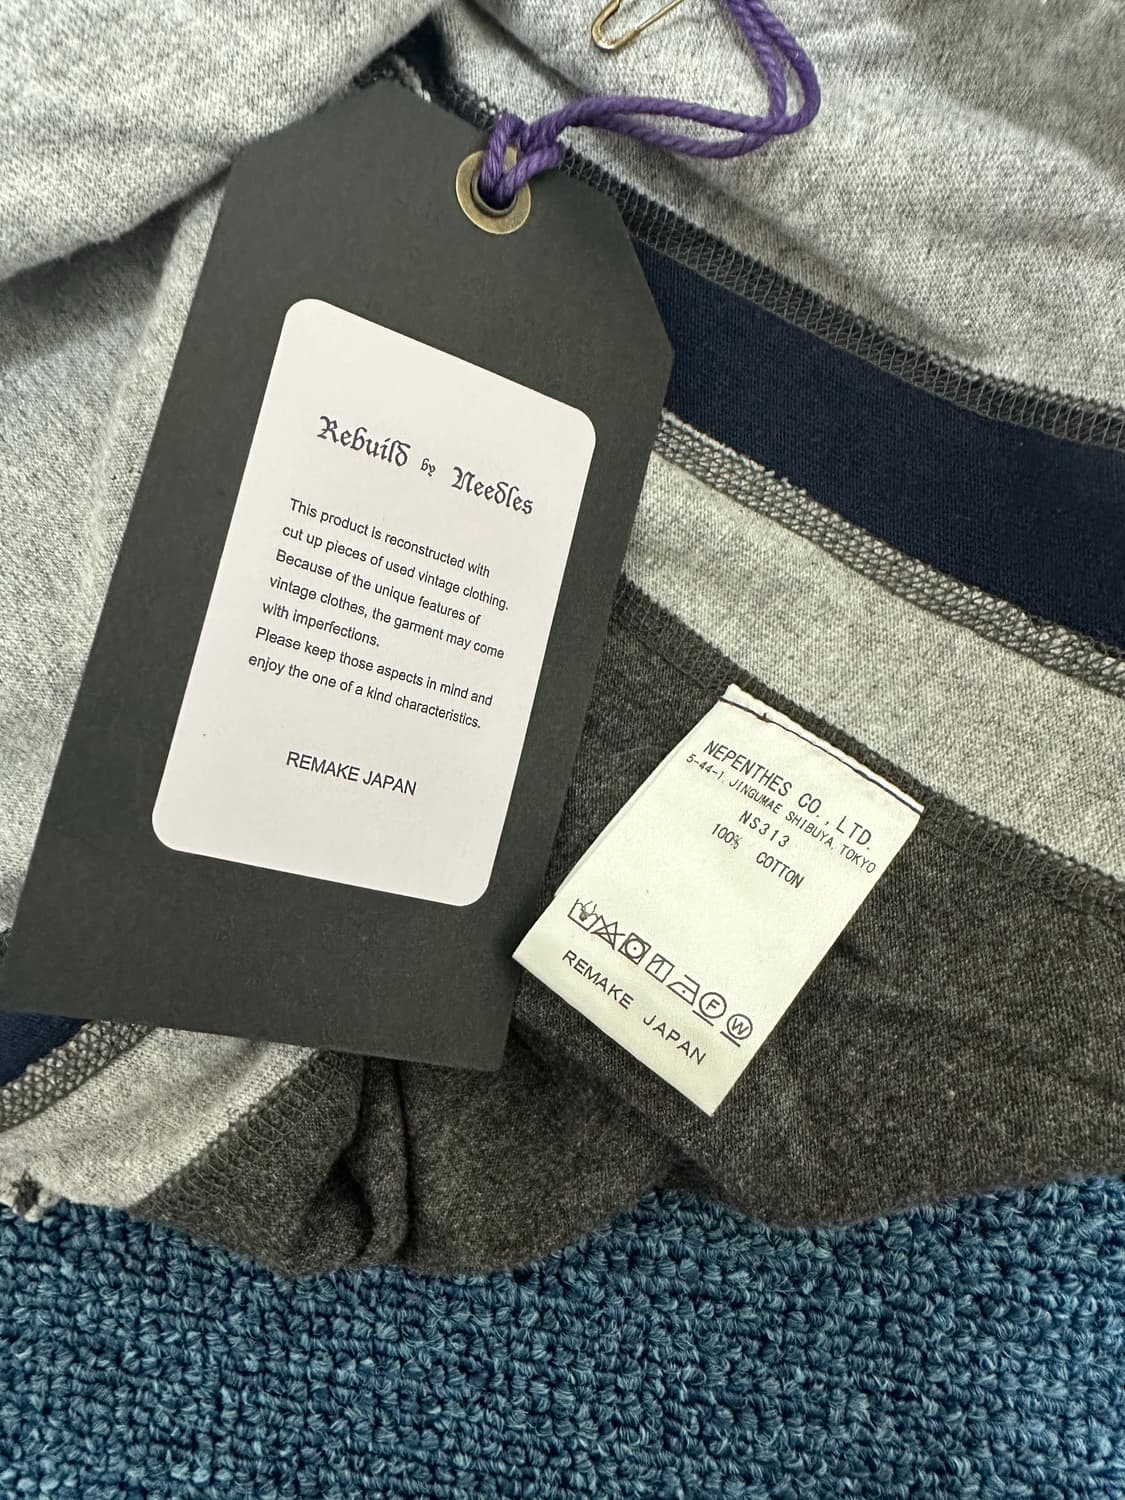 Rebuild by Needles
This product is reconstructed with
cut up pieces of used vintage clothing.
Because of the unique features of
vintage clothes, the garment may come
with imperfections.
Please keep those aspects in mind and
enjoy the one of a kind characteristics.
REMAKE JAPAN
NEPENTHES CO., LTD.
5-44-1, JINGUMAE SHIBUYA, TOKYO
NS313
100% COTTON
F W
REMAKE JAPAN